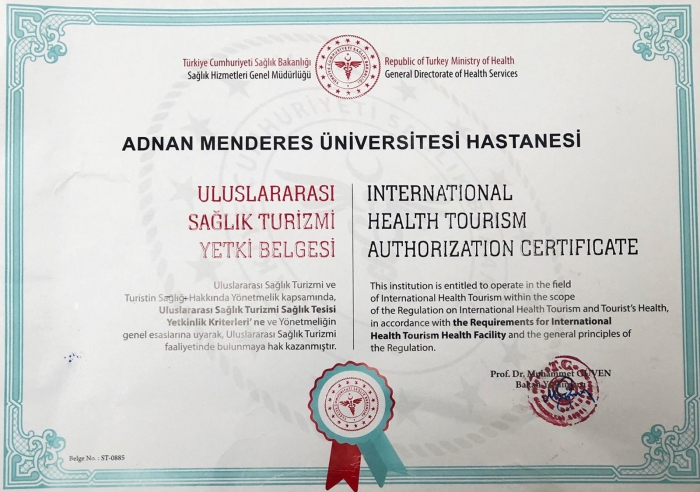 Türkiye Cumhuriyeti Sağlık Bakanlığı
Sağlık Hizmetleri Genel Müdürlüğü
Republic of Turkey Ministry of Health
General Directorate of Health Services
ADNAN MENDERES ÜNİVERSİTESİ HASTANESİ
ULUSLARARASI
SAĞLIK TURİZMİ
YETKİ BELGESİ
INTERNATIONAL
HEALTH TOURISM
AUTHORIZATION CERTIFICATE
Uluslararası Sağlık Turizmi ve
Turistin Sağlığı Hakkında Yönetmelik kapsamında,
Uluslararası Sağlık Turizmi Sağlık Tesisi
Yetkinlik Kriterleri'ne ve Yönetmeliğin
genel esaslarına uyarak, Uluslararası Sağlık Turizmi
faaliyetinde bulunmaya hak kazanmıştır.
This institution is entitled to operate in the field
of International Health Tourism within the scope
of the Regulation on International Health Tourism and Tourist's Health,
in accordance with the Requirements for International
Health Tourism Health Facility and the general principles of
the Regulation.
Prof. Dr. Muhammet GÜVEN
Bakan Yardımcısı
Belge No.: ST-0885